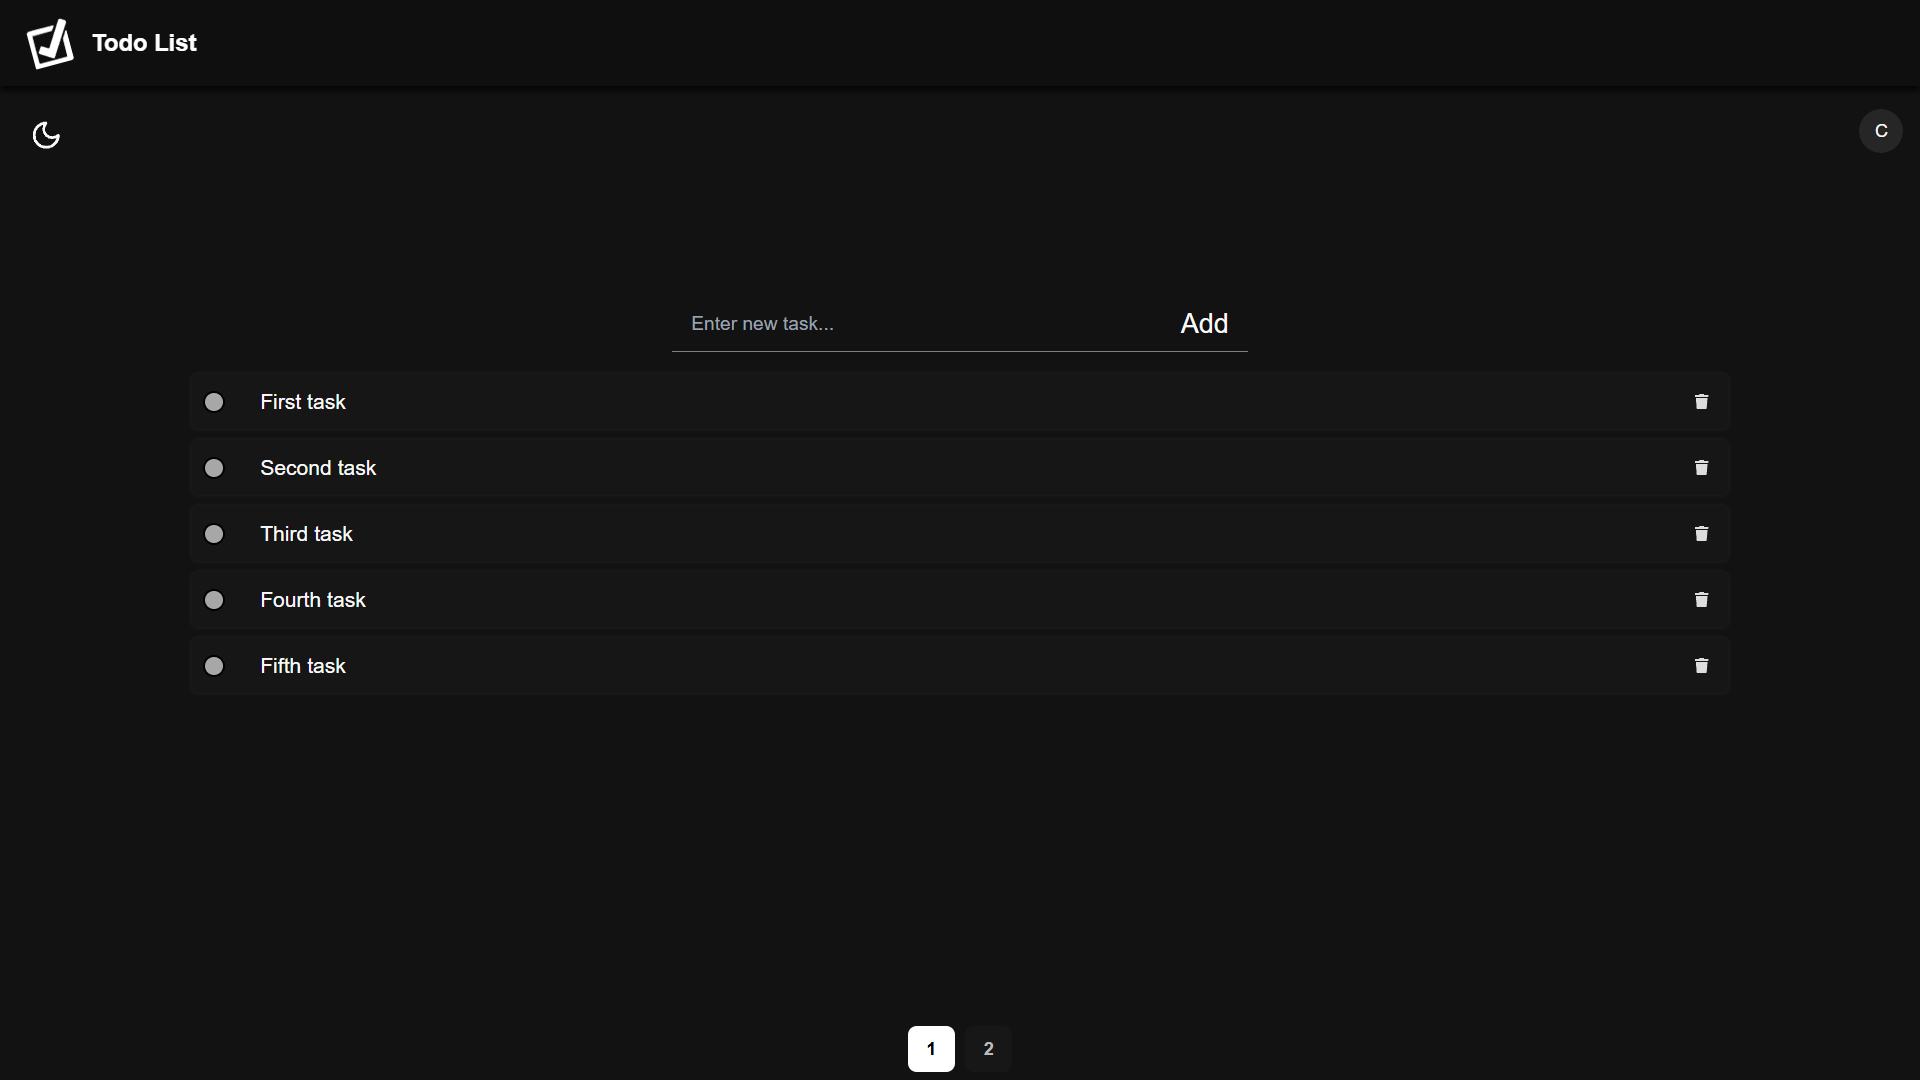 Todo List
C
Enter new task...
Add
First task
Second task
Third task
Fourth task
Fifth task
1 2